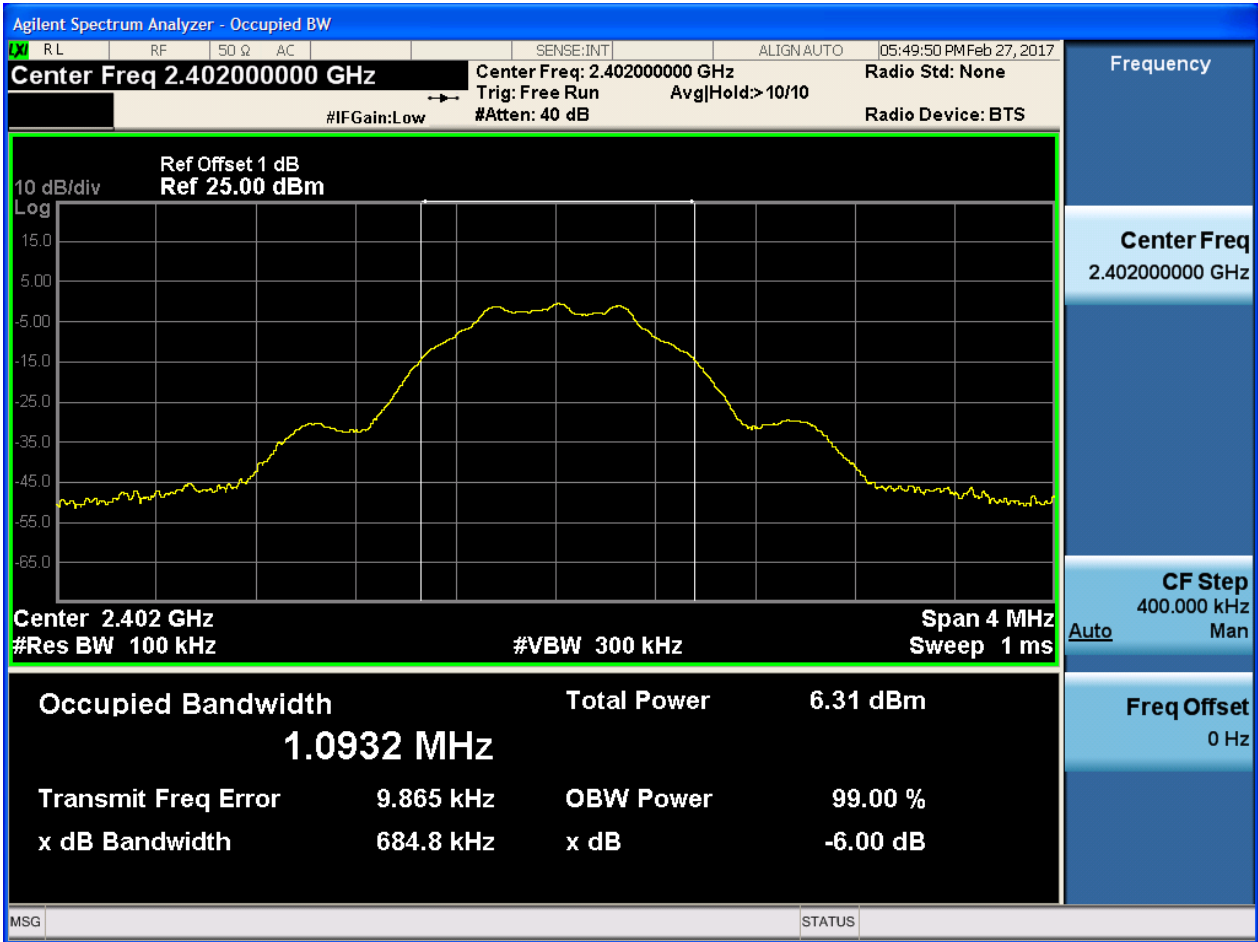 Agilent Spectrum Analyzer - Occupied BW
LXI RL RF 50 Ω AC SENSE:INT ALIGN AUTO 05:49:50 PM Feb 27, 2017
Center Freq 2.402000000 GHz
Center Freq: 2.402000000 GHz Radio Std: None
Trig: Free Run Avg|Hold:> 10/10
#IFGain:Low #Atten: 40 dB Radio Device: BTS
Ref Offset 1 dB
10 dB/div Ref 25.00 dBm
Log
15.0
5.00
-5.00
-15.0
-25.0
-35.0
-45.0
-55.0
-65.0
Center 2.402 GHz Span 4 MHz
#Res BW 100 kHz #VBW 300 kHz Sweep 1 ms
Occupied Bandwidth Total Power 6.31 dBm
1.0932 MHz
Transmit Freq Error 9.865 kHz OBW Power 99.00 %
x dB Bandwidth 684.8 kHz x dB -6.00 dB
Frequency
Center Freq
2.402000000 GHz
CF Step
400.000 kHz
Auto Man
Freq Offset
0 Hz
MSG STATUS